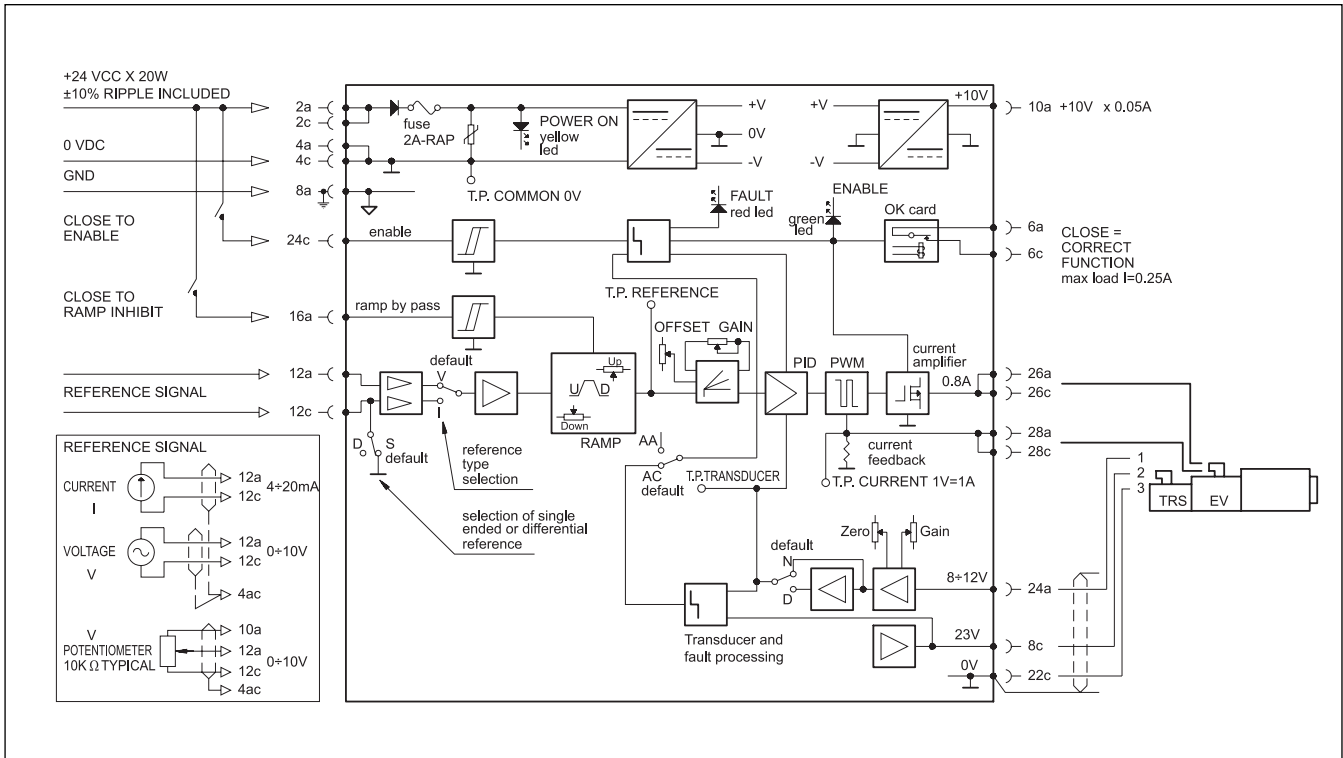 +24 VCC X 20W
±10% RIPPLE INCLUDED
0 VDC
GND
CLOSE TO
ENABLE
CLOSE TO
RAMP INHIBIT
REFERENCE SIGNAL
2a
2c
4a
4c
8a
24c
16a
12a
12c
fuse
2A-RAP
POWER ON
yellow
led
T.P. COMMON 0V
+V
0V
-V
+V
-V
+10V
10a +10V x 0.05A
enable
FAULT
red led
ENABLE
green
led
OK card
6a
6c
CLOSE =
CORRECT
FUNCTION
max load I=0.25A
ramp by pass
T.P. REFERENCE
OFFSET GAIN
default
V
I
Up
U D
Down
RAMP
PID
PWM
current
amplifier
0.8A
26a
26c
28a
28c
D
S
default
reference
type
selection
selection of single
ended or differential
reference
AA
AC
default
T.P.TRANSDUCER
current
feedback
T.P. CURRENT 1V=1A
1
2
3
TRS
EV
Zero
Gain
default
N
D
8÷12V
24a
Transducer and
fault processing
23V
8c
0V
22c
REFERENCE SIGNAL
CURRENT
I
12a
12c
4÷20mA
VOLTAGE
V
12a
12c
0÷10V
4ac
V
POTENTIOMETER
10K Ω TYPICAL
10a
12a
12c
0÷10V
4ac